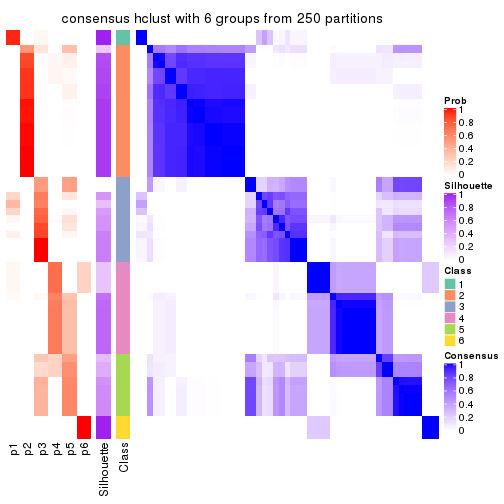 consensus hclust with 6 groups from 250 partitions
Prob
1
0.8
0.6
0.4
0.2
0
Silhouette
1
0.8
0.6
0.4
0.2
0
Class
1
2
3
4
5
6
Consensus
1
0.8
0.6
0.4
0.2
0
p1
p2
p3
p4
p5
p6
Silhouette
Class